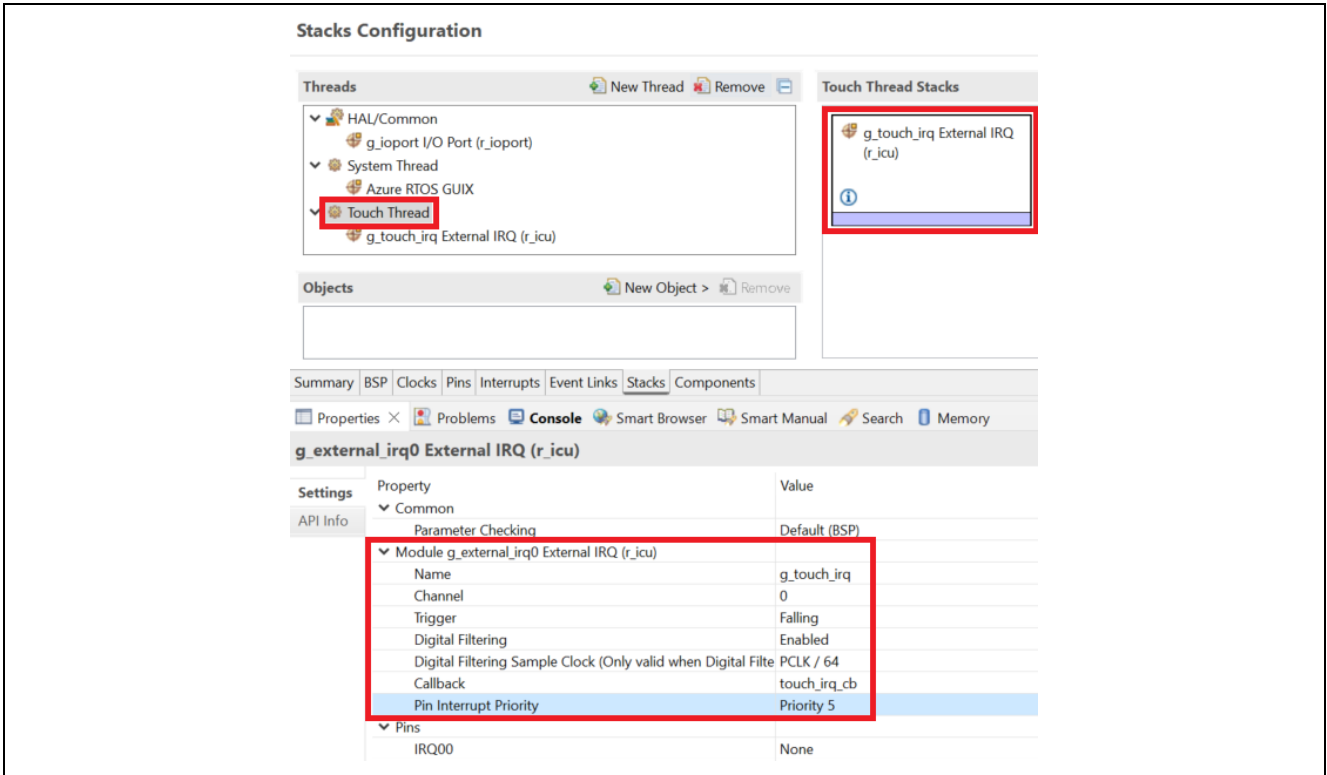 Stacks Configuration
Threads
New Thread
Remove
Touch Thread Stacks
HAL/Common
g_ioport I/O Port (r_ioport)
System Thread
Azure RTOS GUIX
Touch Thread
g_touch_irq External IRQ (r_icu)
g_touch_irq External IRQ
(r_icu)
Objects
New Object >
Remove
Summary BSP Clocks Pins Interrupts Event Links Stacks Components
Properties Problems Console Smart Browser Smart Manual Search Memory
g_external_irq0 External IRQ (r_icu)
Settings
API Info
Property Value
Common
Parameter Checking Default (BSP)
Module g_external_irq0 External IRQ (r_icu)
Name g_touch_irq
Channel 0
Trigger Falling
Digital Filtering Enabled
Digital Filtering Sample Clock (Only valid when Digital Filte PCLK / 64
Callback touch_irq_cb
Pin Interrupt Priority Priority 5
Pins
IRQ00 None